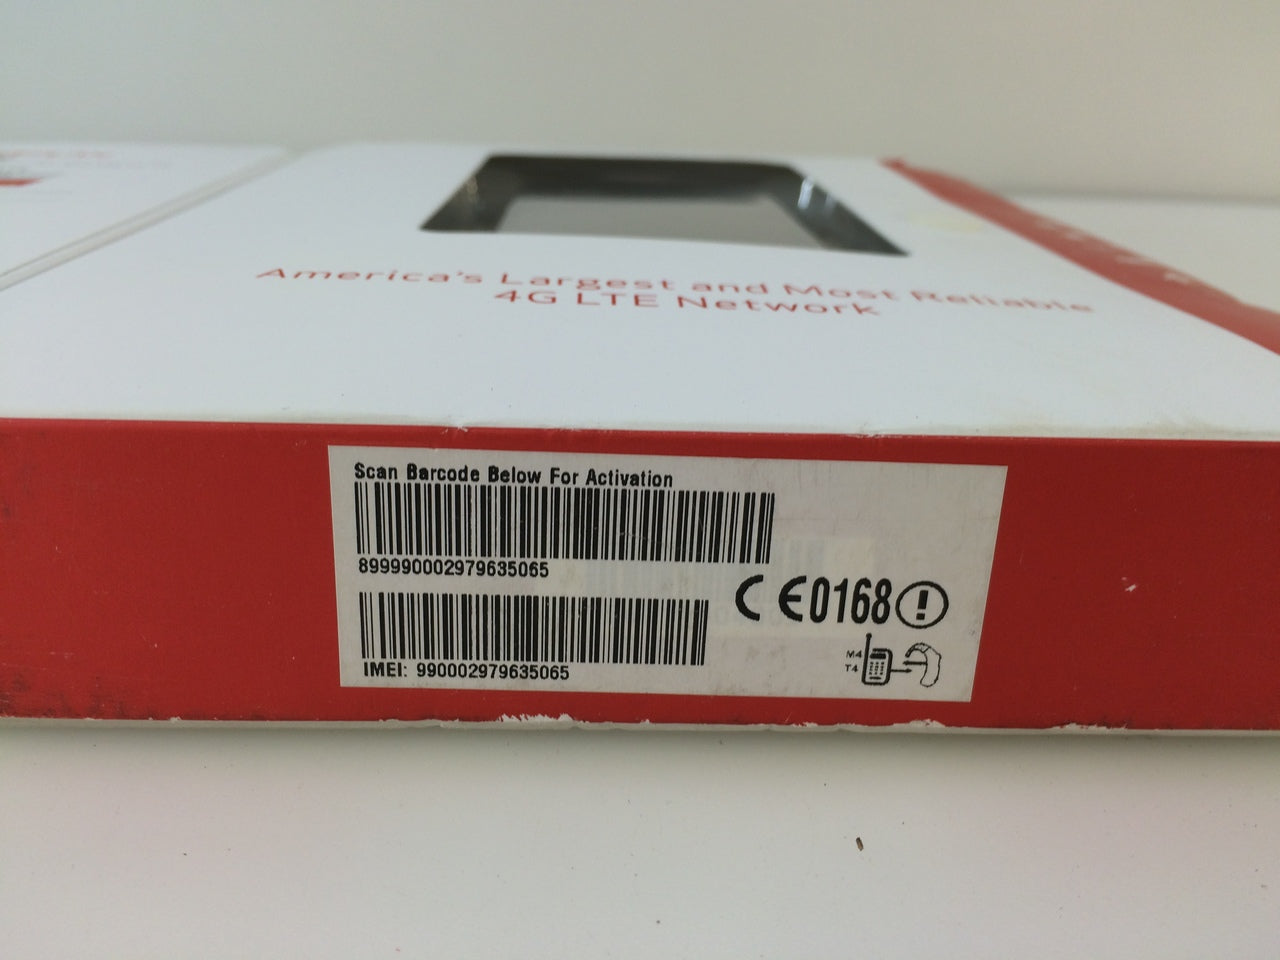 America's Largest and Most Reliable
4G LTE Network
Scan Barcode Below For Activation
899990002979635065
IMEI: 990002979635065
CE0168
M4
T4